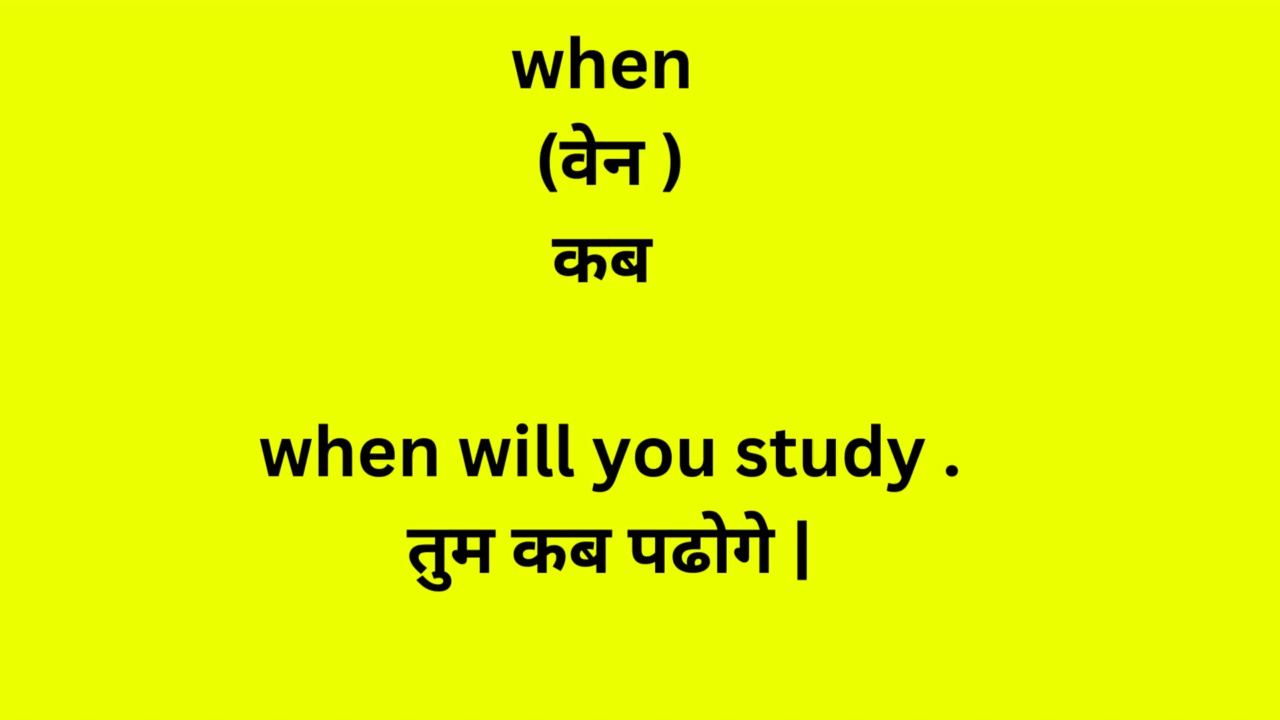 when
(वेन )
कब
when will you study .
तुम कब पढोगे |